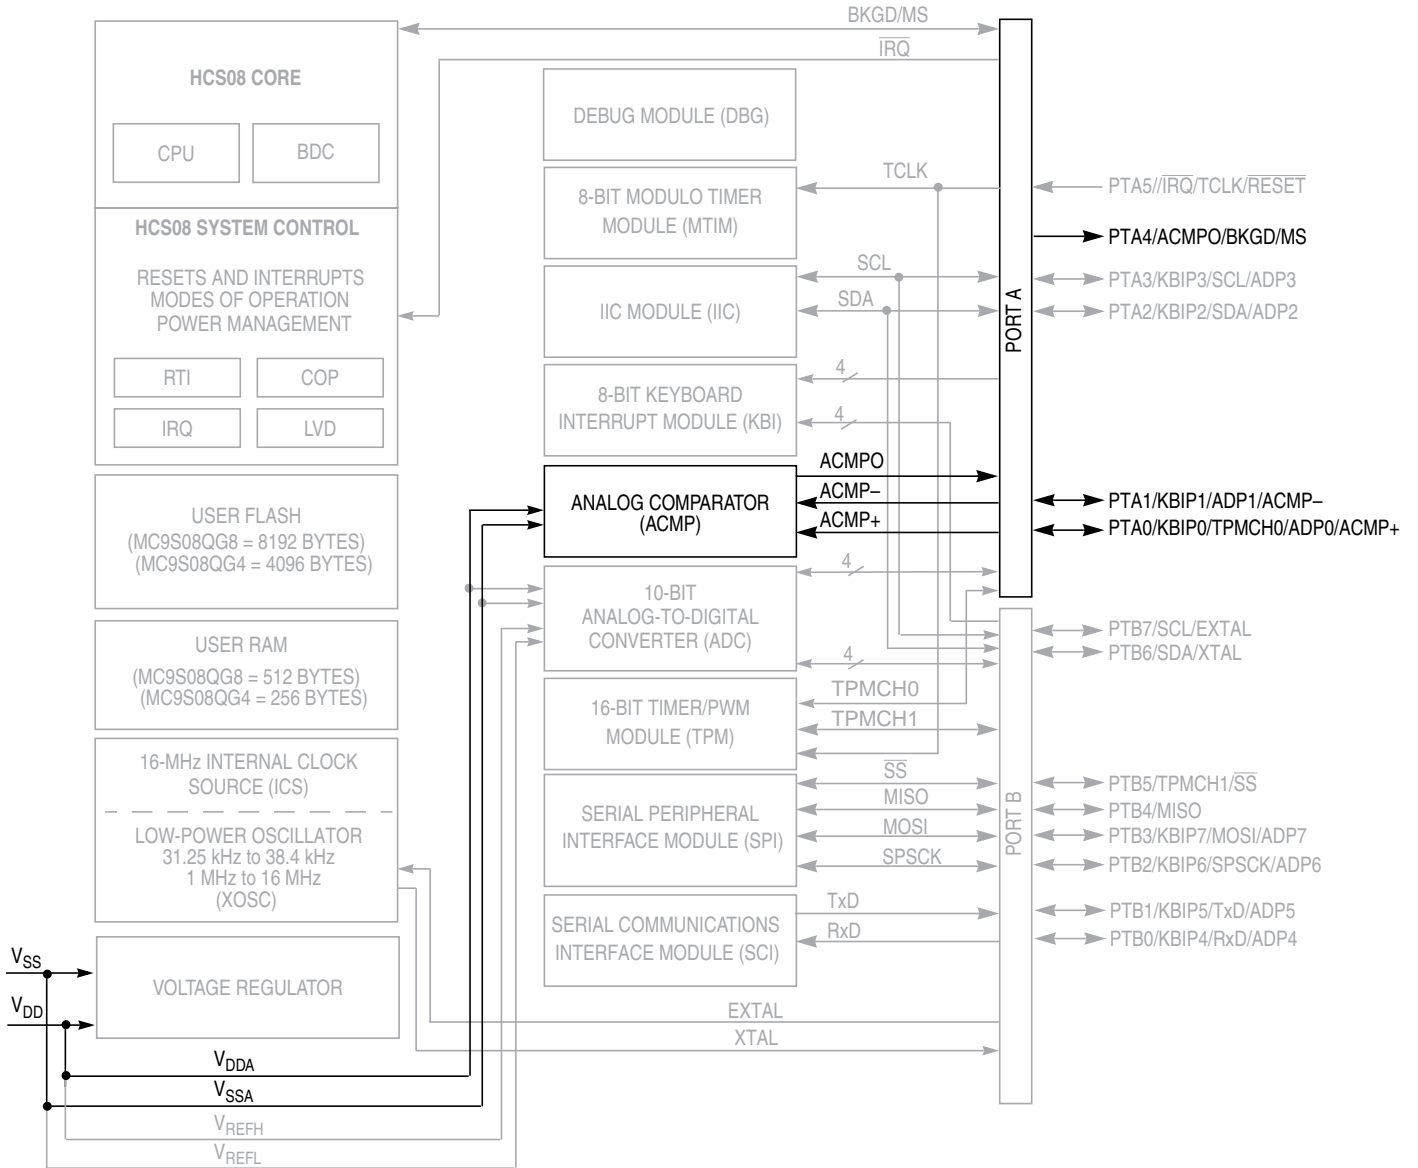 BKGD/MS
IRQ
HCS08 CORE
CPU
BDC
HCS08 SYSTEM CONTROL
RESETS AND INTERRUPTS
MODES OF OPERATION
POWER MANAGEMENT
RTI
COP
IRQ
LVD
USER FLASH
(MC9S08QG8 = 8192 BYTES)
(MC9S08QG4 = 4096 BYTES)
USER RAM
(MC9S08QG8 = 512 BYTES)
(MC9S08QG4 = 256 BYTES)
16-MHz INTERNAL CLOCK
SOURCE (ICS)
LOW-POWER OSCILLATOR
31.25 kHz to 38.4 kHz
1 MHz to 16 MHz
(XOSC)
VSS
VDD
VOLTAGE REGULATOR
VDDA
VSSA
VREFH
VREFL
DEBUG MODULE (DBG)
8-BIT MODULO TIMER
MODULE (MTIM)
TCLK
IIC MODULE (IIC)
SCL
SDA
8-BIT KEYBOARD
INTERRUPT MODULE (KBI)
4
4
ANALOG COMPARATOR
(ACMP)
ACMPO
ACMP–
ACMP+
10-BIT
ANALOG-TO-DIGITAL
CONVERTER (ADC)
4
4
16-BIT TIMER/PWM
MODULE (TPM)
TPMCH0
TPMCH1
SERIAL PERIPHERAL
INTERFACE MODULE (SPI)
SS
MISO
MOSI
SPSCK
SERIAL COMMUNICATIONS
INTERFACE MODULE (SCI)
TxD
RxD
EXTAL
XTAL
PORT A
PTA5//IRQ/TCLK/RESET
PTA4/ACMPO/BKGD/MS
PTA3/KBIP3/SCL/ADP3
PTA2/KBIP2/SDA/ADP2
PTA1/KBIP1/ADP1/ACMP–
PTA0/KBIP0/TPMCH0/ADP0/ACMP+
PORT B
PTB7/SCL/EXTAL
PTB6/SDA/XTAL
PTB5/TPMCH1/SS
PTB4/MISO
PTB3/KBIP7/MOSI/ADP7
PTB2/KBIP6/SPSCK/ADP6
PTB1/KBIP5/TxD/ADP5
PTB0/KBIP4/RxD/ADP4